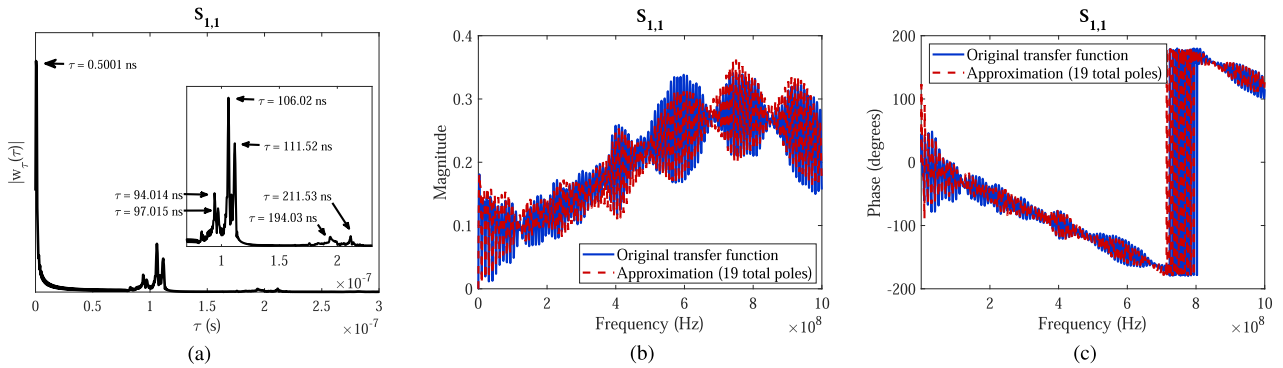 S1,1
|wτ(τ)|
τ = 0.5001 ns
τ = 106.02 ns
τ = 111.52 ns
τ = 94.014 ns
τ = 97.015 ns
τ = 211.53 ns
τ = 194.03 ns
1 1.5 2
×10-7
0 0.5 1 1.5 2 2.5 3
τ (s)
×10-7
(a)
S1,1
Magnitude
0.4
0.3
0.2
0.1
0
Original transfer function
Approximation (19 total poles)
0 2 4 6 8 10
Frequency (Hz)
×108
(b)
S1,1
Phase (degrees)
200
100
0
-100
-200
Original transfer function
Approximation (19 total poles)
2 4 6 8 10
Frequency (Hz)
×108
(c)